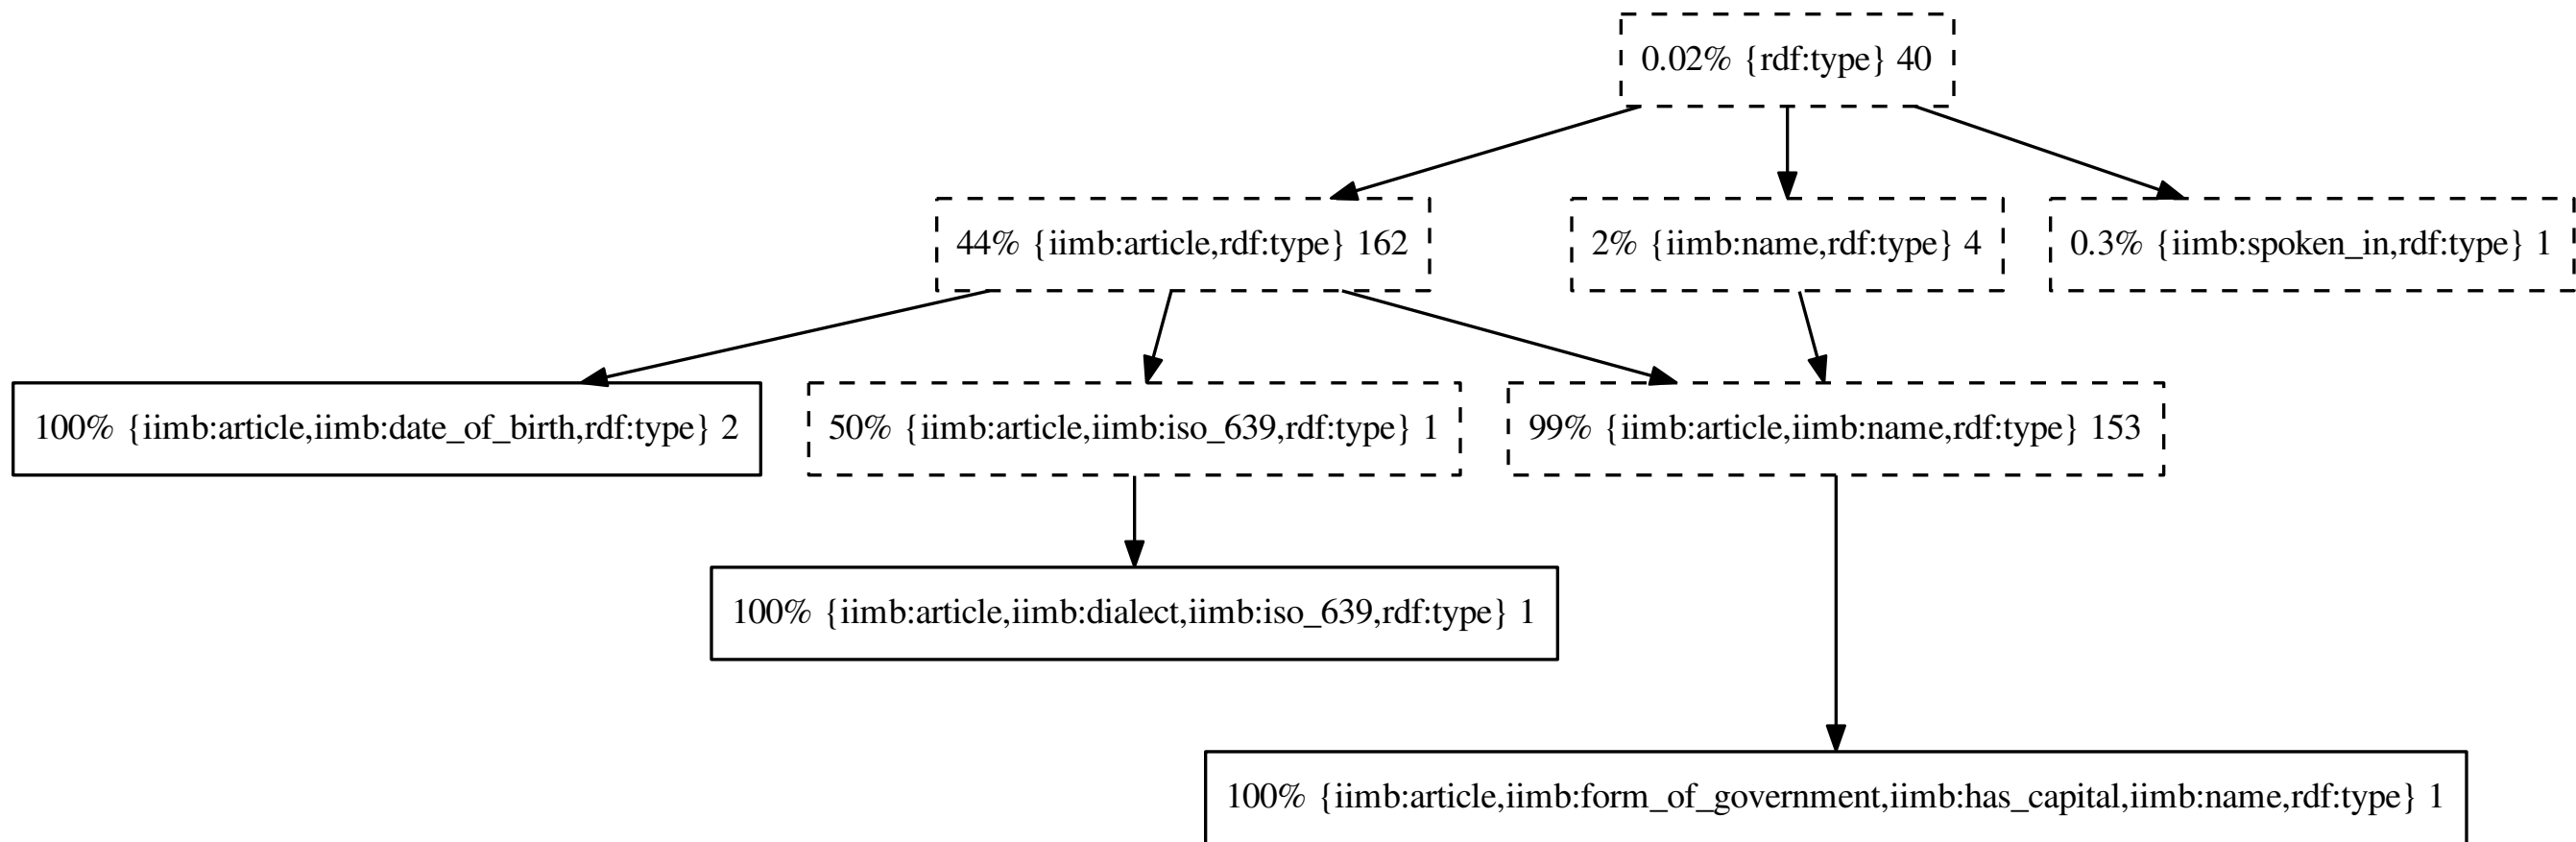 0.02% {rdf:type} 40
44% {iimb:article,rdf:type} 162
2% {iimb:name,rdf:type} 4
0.3% {iimb:spoken_in,rdf:type} 1
100% {iimb:article,iimb:date_of_birth,rdf:type} 2
50% {iimb:article,iimb:iso_639,rdf:type} 1
99% {iimb:article,iimb:name,rdf:type} 153
100% {iimb:article,iimb:dialect,iimb:iso_639,rdf:type} 1
100% {iimb:article,iimb:form_of_government,iimb:has_capital,iimb:name,rdf:type} 1